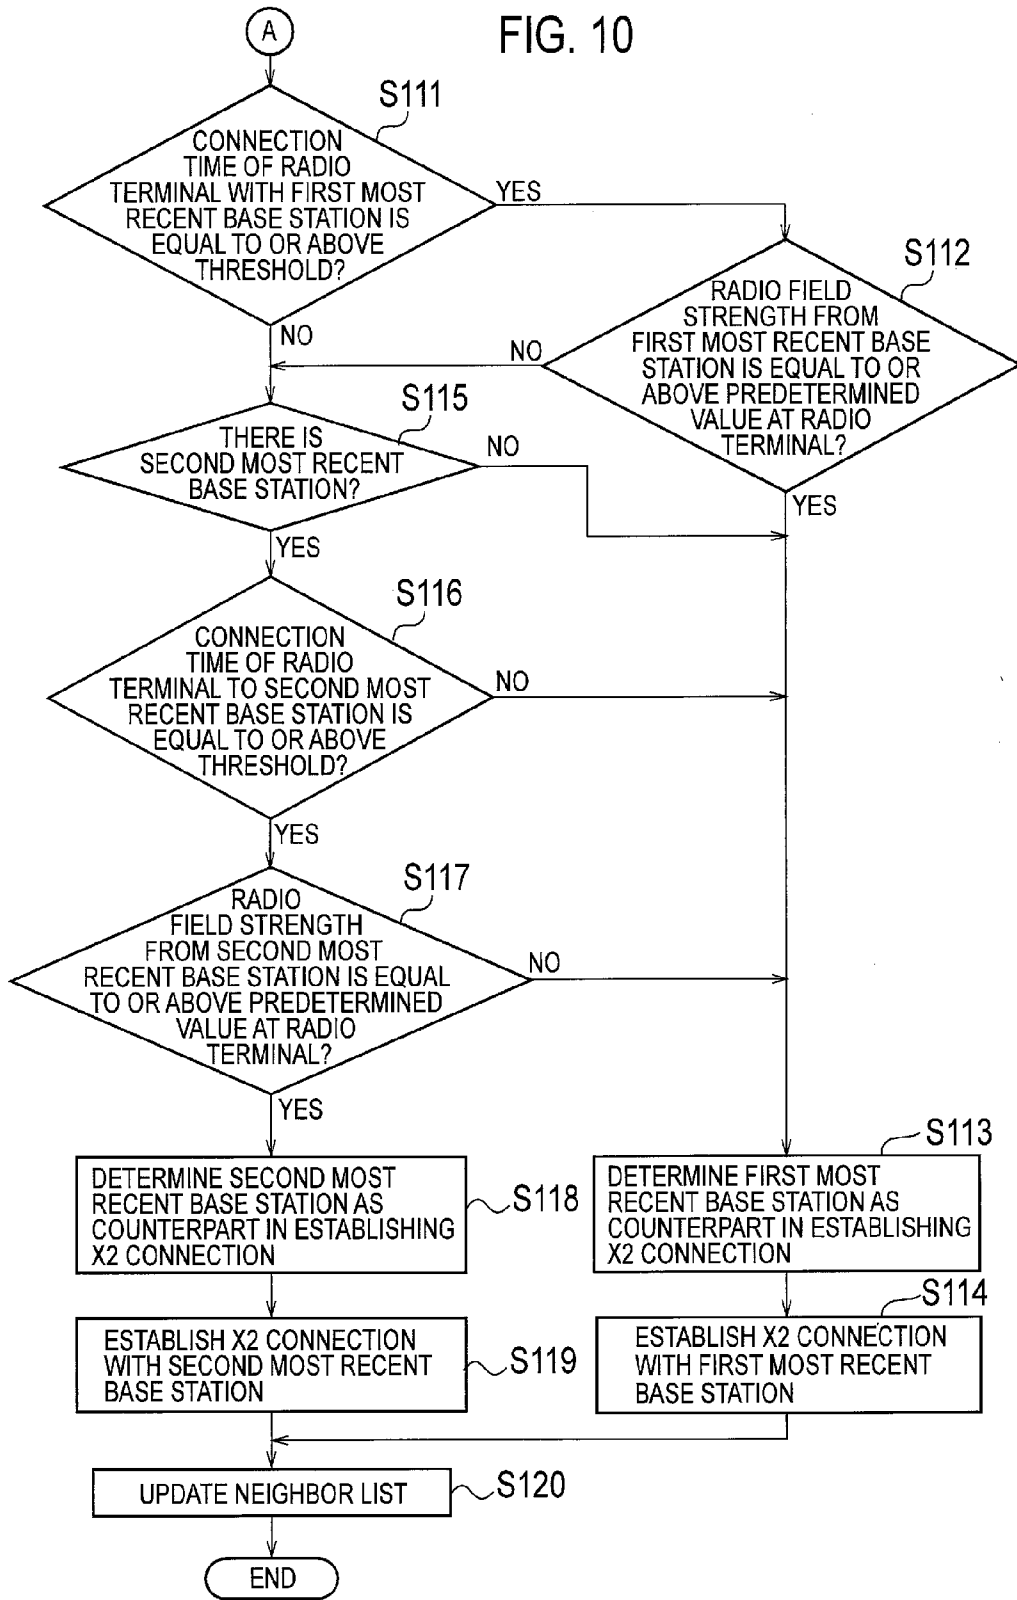 FIG. 10
A
S111
CONNECTION
TIME OF RADIO
TERMINAL WITH FIRST MOST
RECENT BASE STATION IS
EQUAL TO OR ABOVE
THRESHOLD?
YES
NO
S112
RADIO FIELD
STRENGTH FROM
FIRST MOST RECENT BASE
STATION IS EQUAL TO OR
ABOVE PREDETERMINED
VALUE AT RADIO
TERMINAL?
NO
YES
S115
THERE IS
SECOND MOST RECENT
BASE STATION?
NO
YES
S116
CONNECTION
TIME OF RADIO
TERMINAL TO SECOND MOST
RECENT BASE STATION IS
EQUAL TO OR ABOVE
THRESHOLD?
NO
YES
S117
RADIO
FIELD STRENGTH
FROM SECOND MOST
RECENT BASE STATION IS EQUAL
TO OR ABOVE PREDETERMINED
VALUE AT RADIO
TERMINAL?
NO
YES
DETERMINE SECOND MOST
RECENT BASE STATION AS
COUNTERPART IN ESTABLISHING
X2 CONNECTION
S118
S113
DETERMINE FIRST MOST
RECENT BASE STATION AS
COUNTERPART IN ESTABLISHING
X2 CONNECTION
ESTABLISH X2 CONNECTION
WITH SECOND MOST RECENT
BASE STATION
S119
S114
ESTABLISH X2 CONNECTION
WITH FIRST MOST RECENT
BASE STATION
UPDATE NEIGHBOR LIST
S120
END